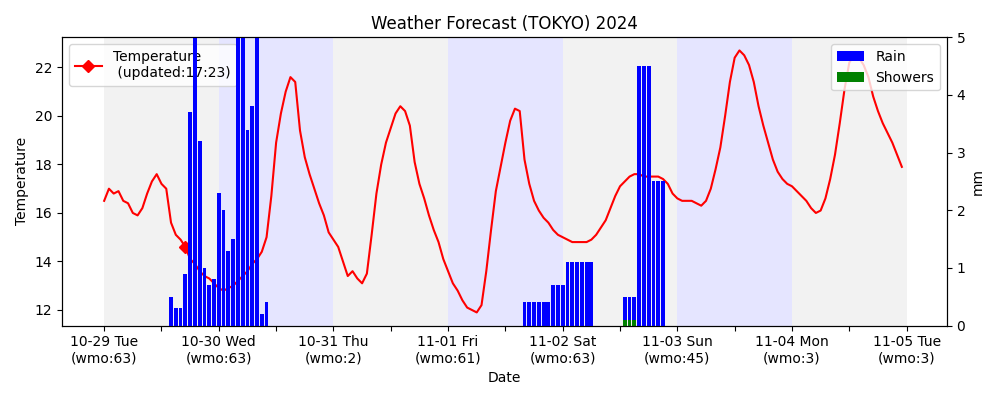 Weather Forecast (TOKYO) 2024
Temperature
(updated:17:23)
Rain
Showers
Temperature
22
20
18
16
14
12
5
4
3
2
1
0
mm
10-29 Tue
(wmo:63)
10-30 Wed
(wmo:63)
10-31 Thu
(wmo:2)
11-01 Fri
(wmo:61)
11-02 Sat
(wmo:63)
11-03 Sun
(wmo:45)
11-04 Mon
(wmo:3)
11-05 Tue
(wmo:3)
Date